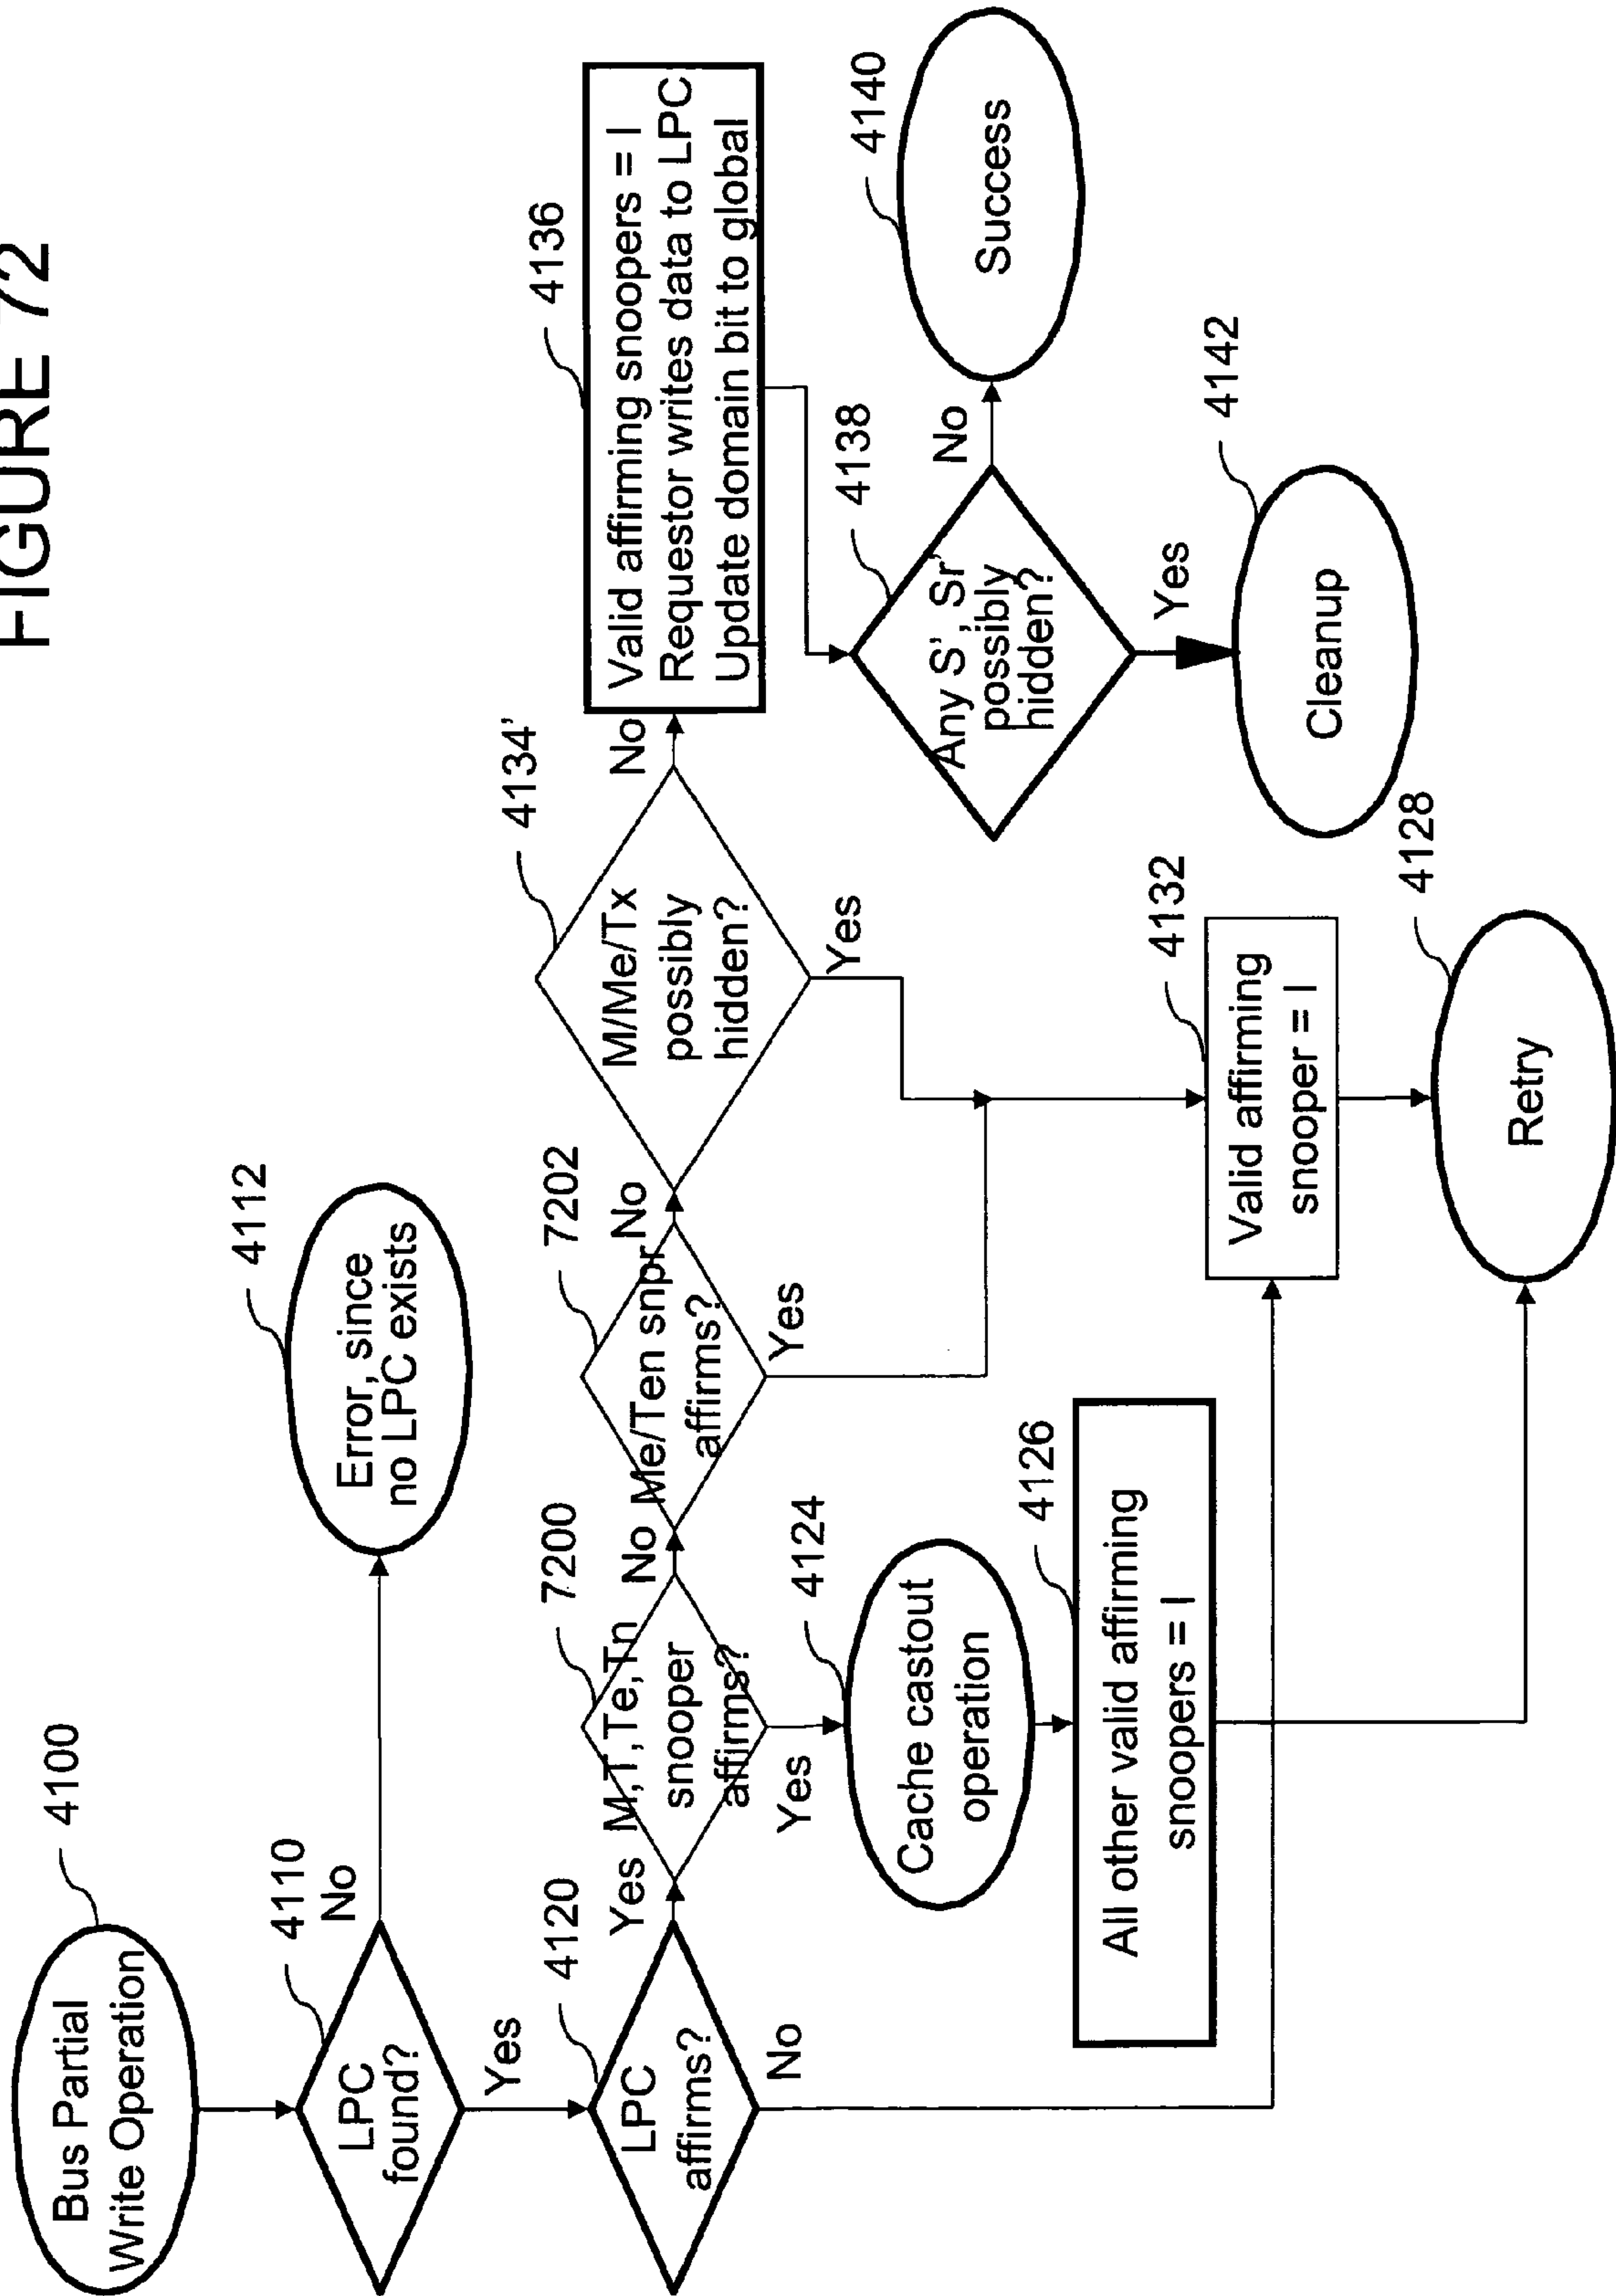 FIGURE 72
4100
Bus Partial
Write Operation
4110
LPC
found?
No
Yes
4112
Error, since
no LPC exists
4120
LPC
affirms?
Yes
No
7200
M,T,Te,Tn
snooper
affirms?
No
Yes
7202
Me/Ten snpr
affirms?
No
Yes
4134'
M/Me/Tx
possibly
hidden?
No
Yes
4136
Valid affirming snoopers = I
Requestor writes data to LPC
Update domain bit to global
4138
Any S', Sr
possibly
hidden?
No
Yes
4140
Success
4142
Cleanup
4124
Cache castout
operation
4126
All other valid affirming
snoopers = I
4132
Valid affirming
snooper = I
4128
Retry